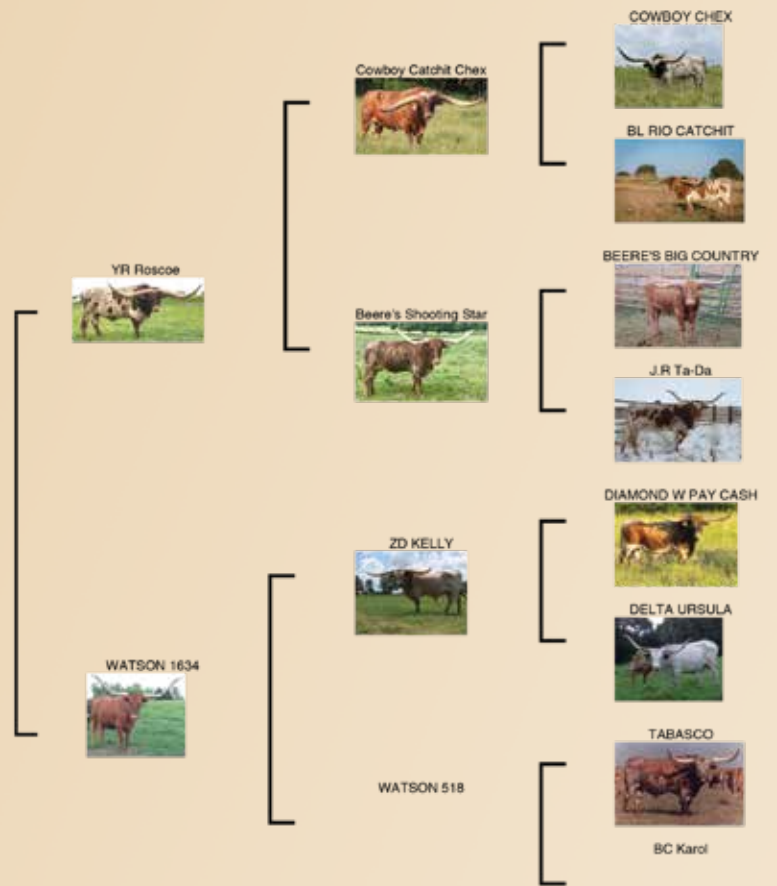 COWBOY CHEX
Cowboy Catchit Chex
BL RIO CATCHIT
YR Roscoe
BEERE'S BIG COUNTRY
Beere's Shooting Star
J.R Ta-Da
DIAMOND W PAY CASH
ZD KELLY
DELTA URSULA
WATSON 1634
TABASCO
WATSON 518
BC Karol